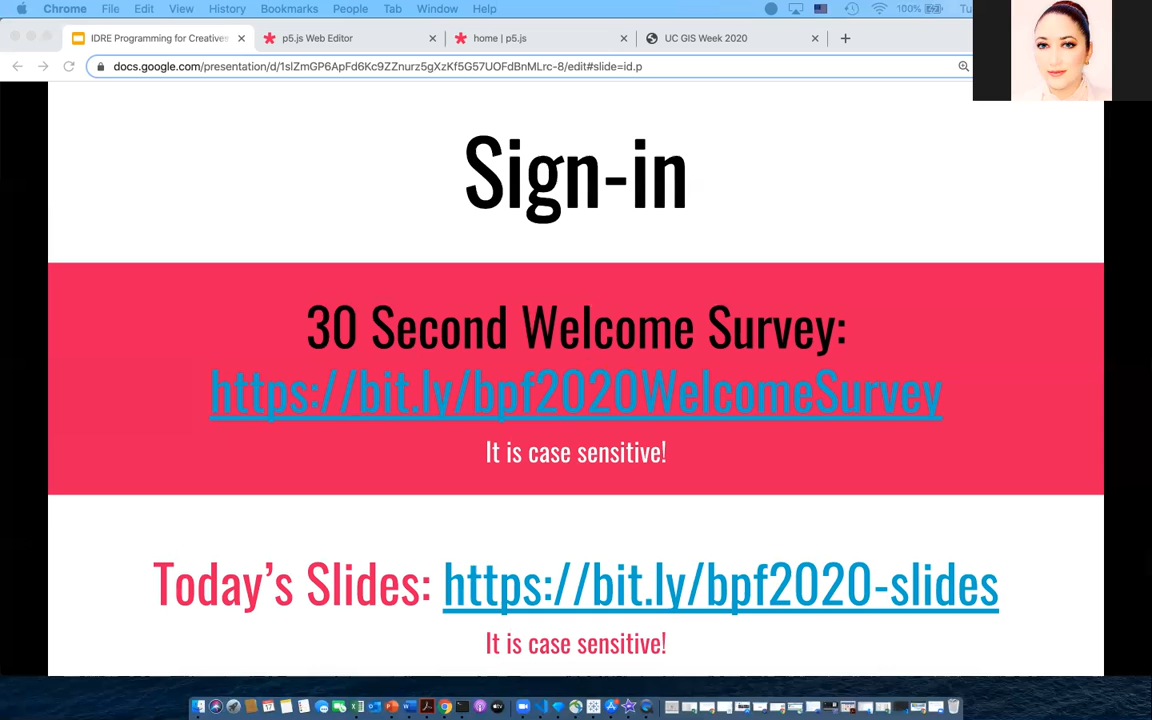 Chrome File Edit View History Bookmarks People Tab Window Help 100% Tu
IDRE Programming for Creatives p5.js Web Editor home | p5.js UC GIS Week 2020
docs.google.com/presentation/d/1slZmGP6ApFd6Kc9ZZnurz5gXzKf5G57UOFdBnMLrc-8/edit#slide=id.p
Sign-in
30 Second Welcome Survey:
https://bit.ly/bpf2020WelcomeSurvey
It is case sensitive!
Today's Slides: https://bit.ly/bpf2020-slides
It is case sensitive!